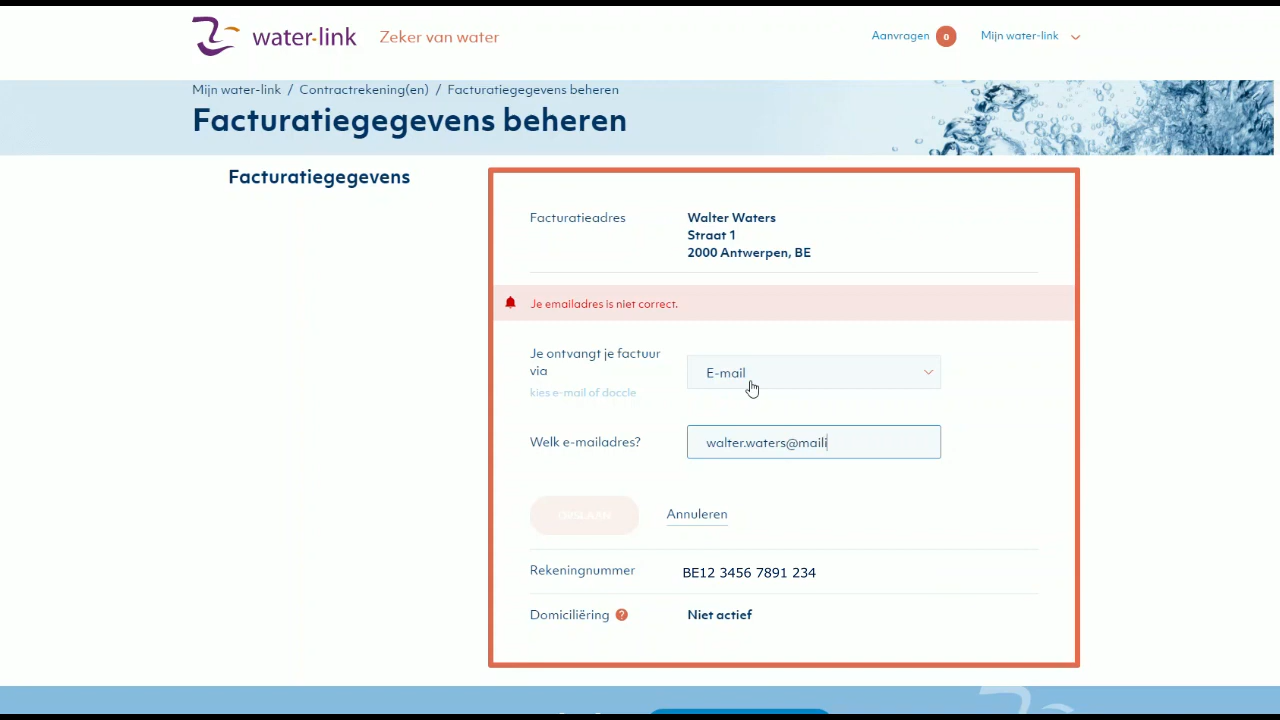 water-link
Zeker van water
Aanvragen 0
Mijn water-link
Mijn water-link / Contractrekening(en) / Facturatiegegevens beheren
Facturatiegegevens beheren
Facturatiegegevens
Facturatieadres
Walter Waters
Straat 1
2000 Antwerpen, BE
Je emailadres is niet correct.
Je ontvangt je factuur
via
kies e-mail of doccle
E-mail
Welk e-mailadres?
walter.waters@maili
OPSLAAN
Annuleren
Rekeningnummer
BE12 3456 7891 234
Domiciliëring ?
Niet actief